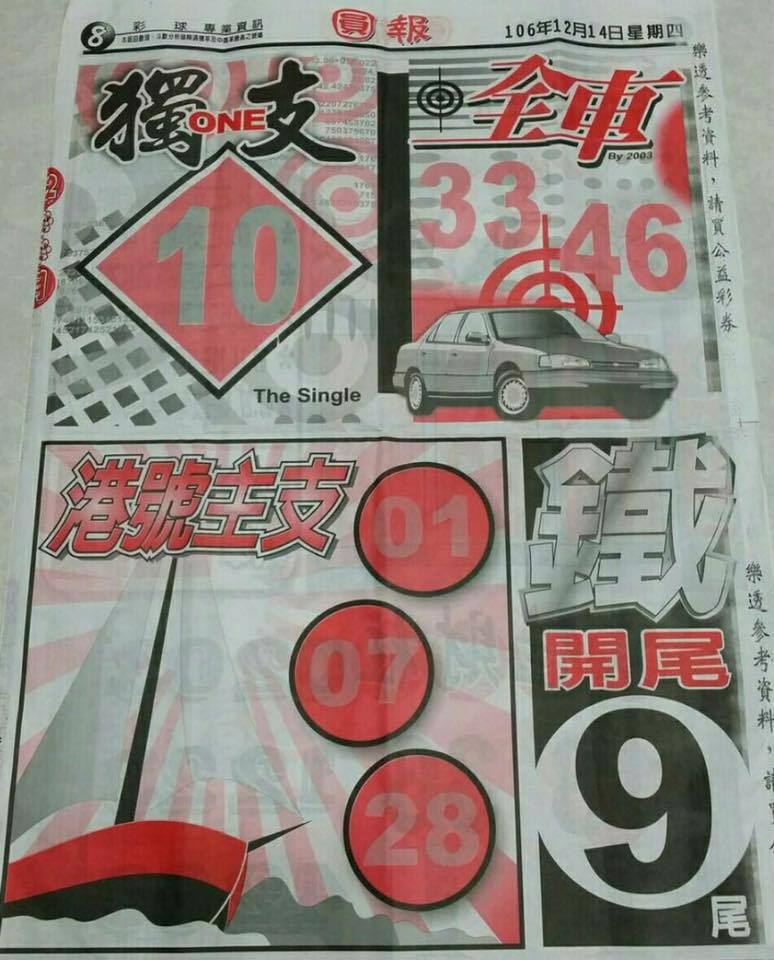 8 彩球專業資訊
員報
106年12月14日星期四
獨ONE支
10
The Single
全車
By 2003
33
46
樂透參考資料，請買公益彩券
港號主支
01
07
28
鐵
開尾
9
尾
樂透參考資料，請買